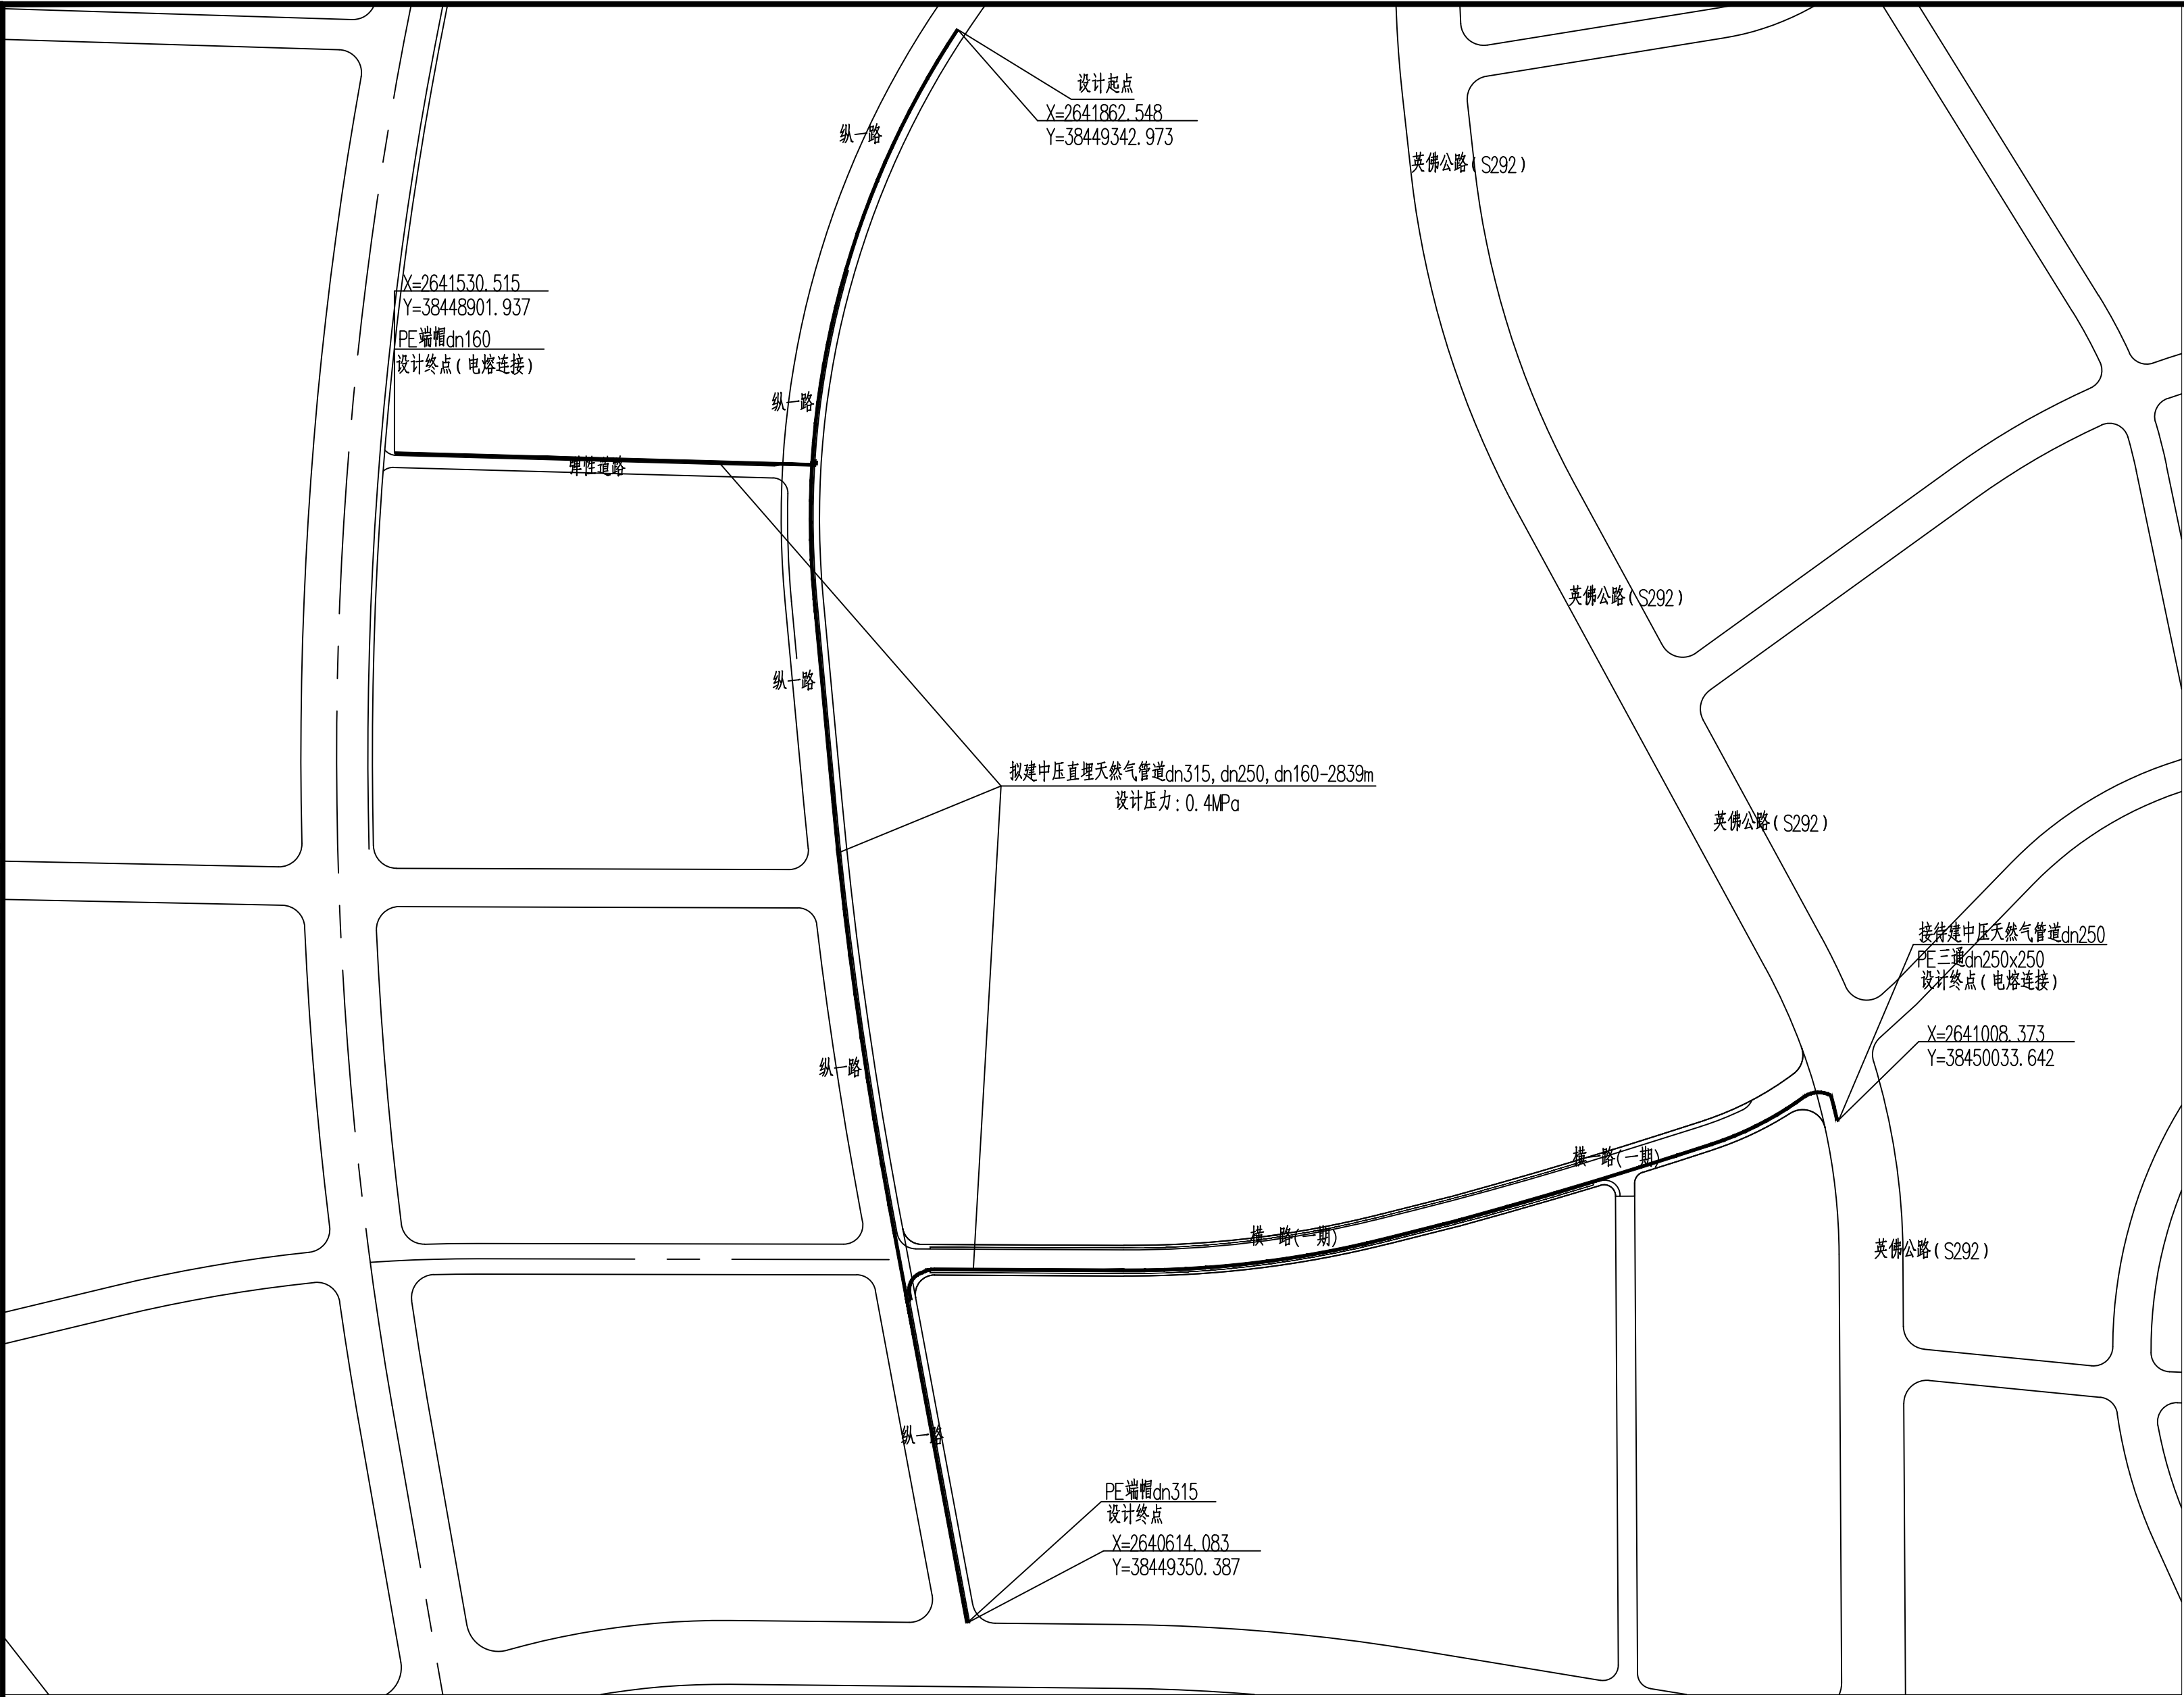 设计起点
X=2641862.548
Y=38449342.973
纵一路
英佛公路(S292)
X=2641530.515
Y=38448901.937
PE端帽dn160
设计终点(电熔连接)
纵一路
弹性道路
英佛公路(S292)
纵一路
拟建中压直埋天然气管道dn315,dn250,dn160-2839m
设计压力:0.4MPa
英佛公路(S292)
接待建中压天然气管道dn250
PE三通dn250x250
设计终点(电熔连接)
X=2641008.373
Y=38450033.642
纵一路
横一路(一期)
横一路(一期)
英佛公路(S292)
纵一路
PE端帽dn315
设计终点
X=2640614.083
Y=38449350.387